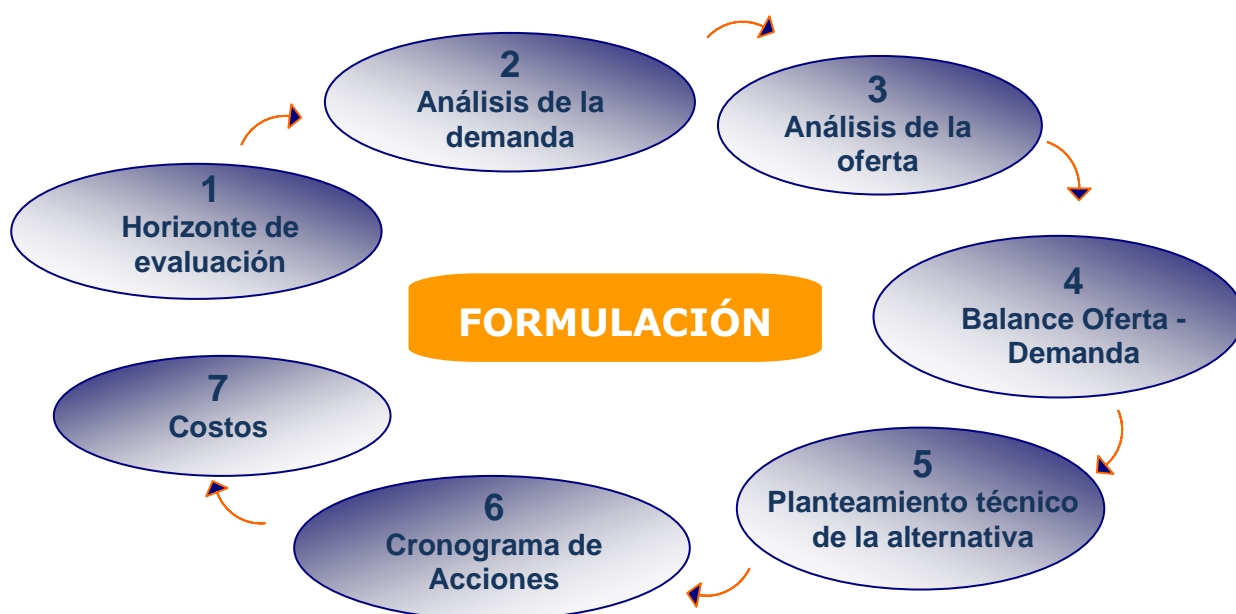 1
Horizonte de
evaluación
2
Análisis de la
demanda
3
Análisis de la
oferta
4
Balance Oferta -
Demanda
5
Planteamiento técnico
de la alternativa
6
Cronograma de
Acciones
7
Costos
FORMULACIÓN